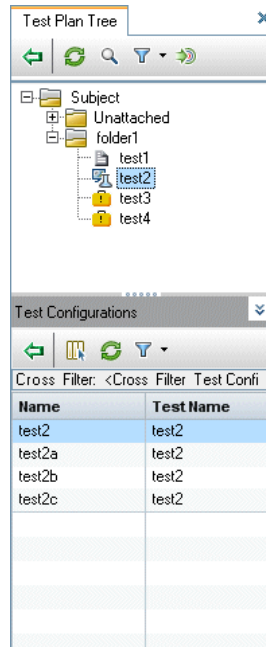 Test Plan Tree
Subject
Unattached
folder1
test1
test2
test3
test4
Test Configurations
Cross Filter: <Cross Filter Test Confi
Name Test Name
test2 test2
test2a test2
test2b test2
test2c test2